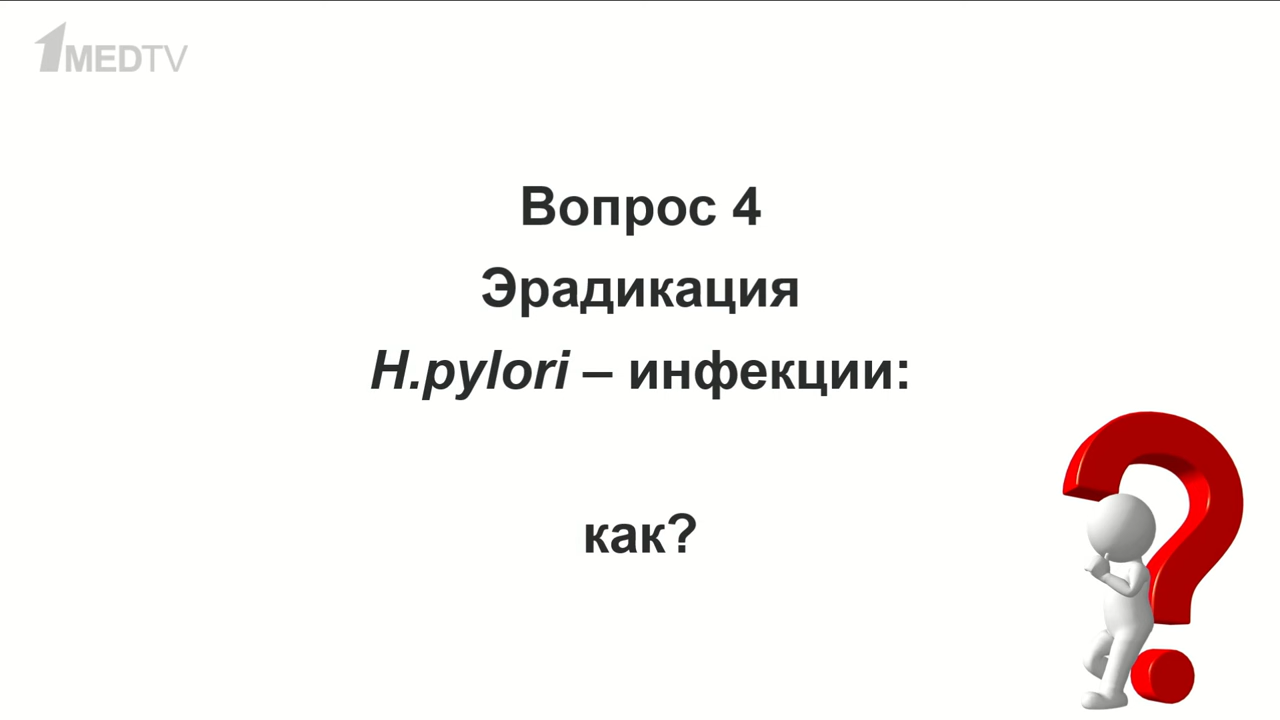 1MEDTV
Вопрос 4
Эрадикация
H.pylori – инфекции:
как?